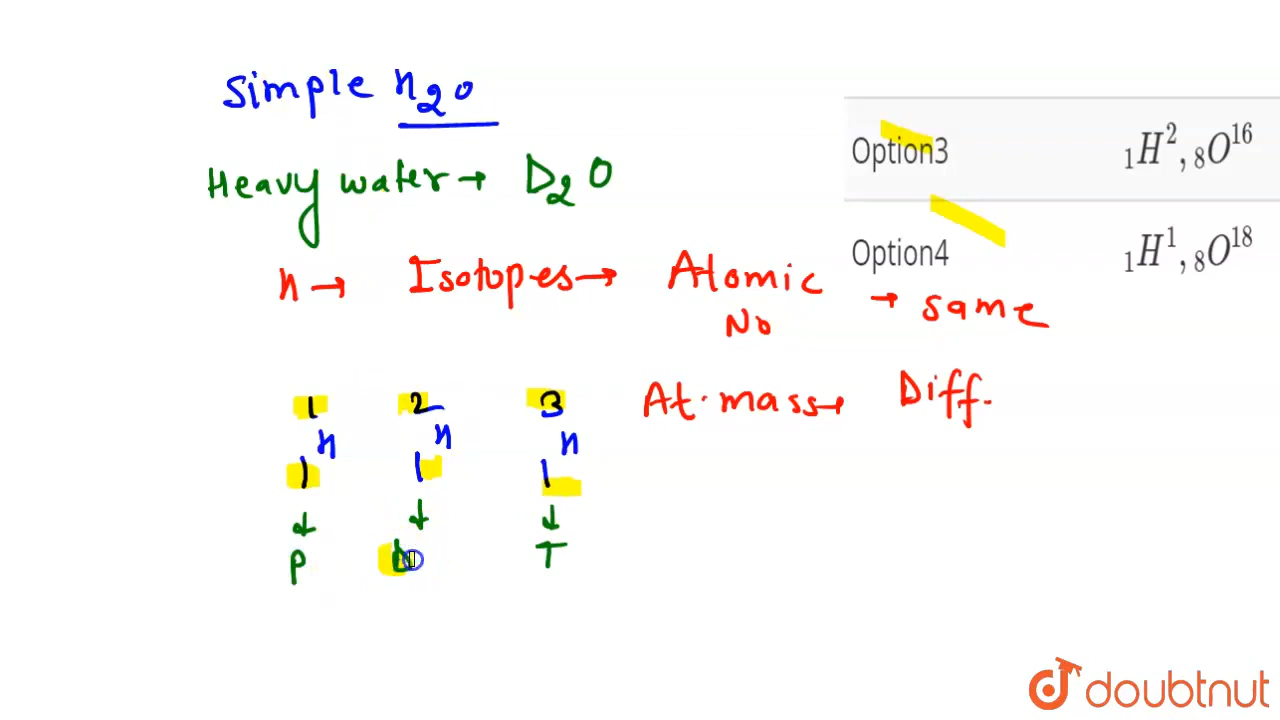 Simple H₂O
Heavy water → D₂O
H → Isotopes → Atomic No → same
At. mass → Diff.
1 2 3
H H H
1 1 1
↓ ↓ ↓
P D T
Option3 ₁H², ₈O¹⁶
Option4 ₁H¹, ₈O¹⁸
doubtnut